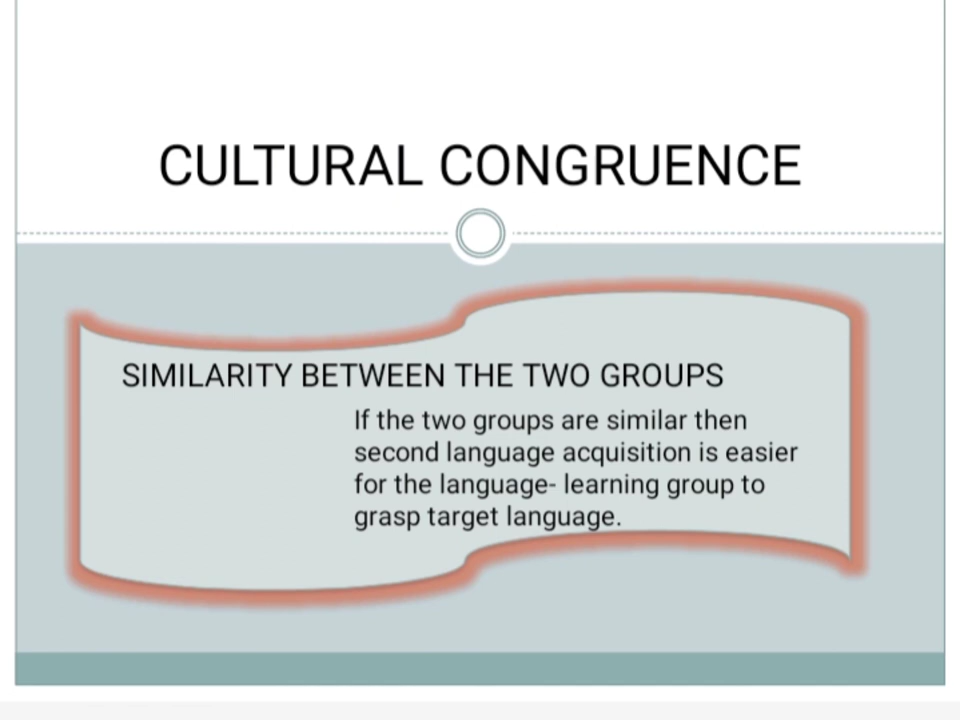 CULTURAL CONGRUENCE
SIMILARITY BETWEEN THE TWO GROUPS
If the two groups are similar then
second language acquisition is easier
for the language- learning group to
grasp target language.